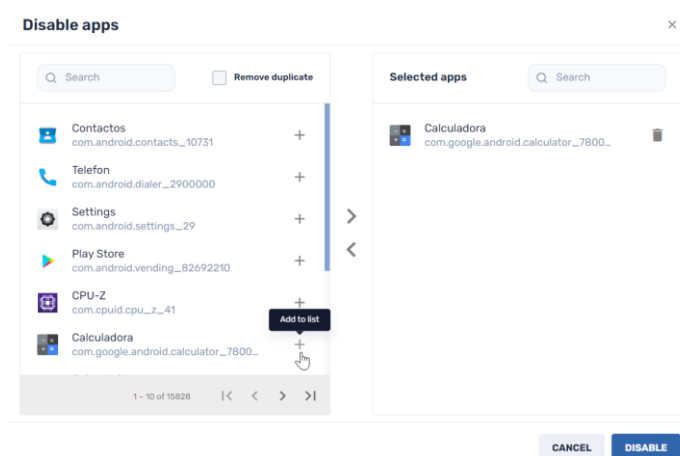 Disable apps
Search
Remove duplicate
Contactos
com.android.contacts_10731
Telefon
com.android.dialer_2900000
Settings
com.android.settings_29
Play Store
com.android.vending_82692210
CPU-Z
com.cpuid.cpu_z_41
Add to list
Calculadora
com.google.android.calculator_7800_
1 – 10 of 15828
Selected apps
Search
Calculadora
com.google.android.calculator_7800_
CANCEL
DISABLE